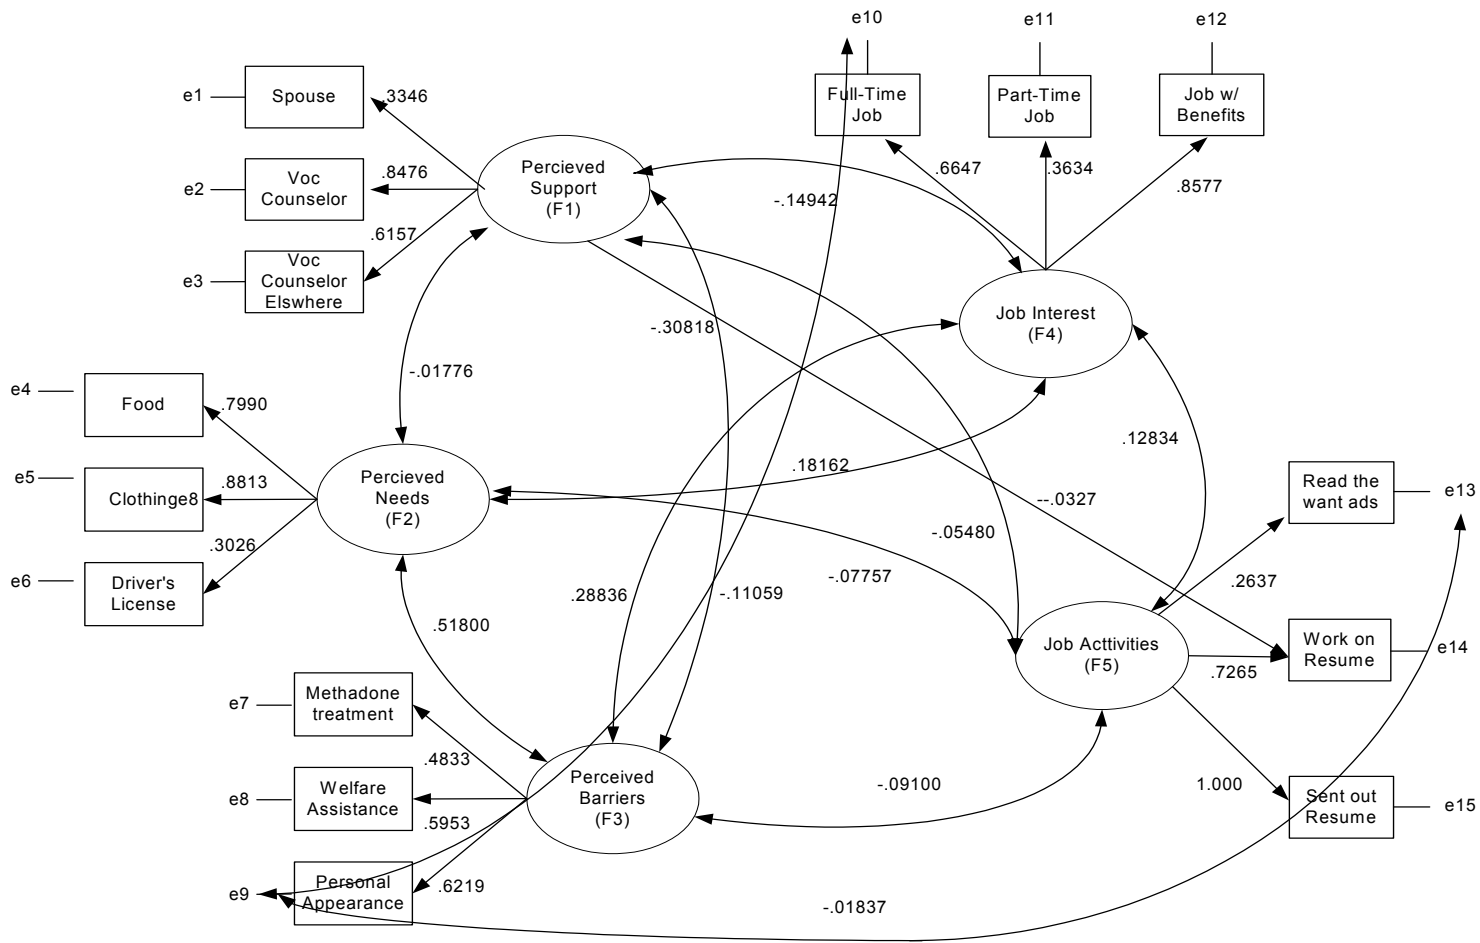 e10
e11
e12
e1
Spouse
.3346
Full-Time
Job
Part-Time
Job
Job w/
Benefits
e2
Voc
Counselor
.8476
Percieved
Support
(F1)
.6647
.3634
.8577
-.14942
e3
Voc
Counselor
Elswhere
.6157
Job Interest
(F4)
-.30818
-.01776
e4
Food
.7990
.12834
e5
Clothinge8
.8813
Percieved
Needs
(F2)
.18162
--.0327
Read the
want ads
e13
e6
Driver's
License
.3026
-.05480
-.07757
.2637
.28836
-.11059
.51800
Job Acttivities
(F5)
.7265
Work on
Resume
e14
e7
Methadone
treatment
.4833
e8
Welfare
Assistance
.5953
Perceived
Barriers
(F3)
-.09100
1.000
Sent out
Resume
e15
e9
Personal
Appearance
.6219
-.01837